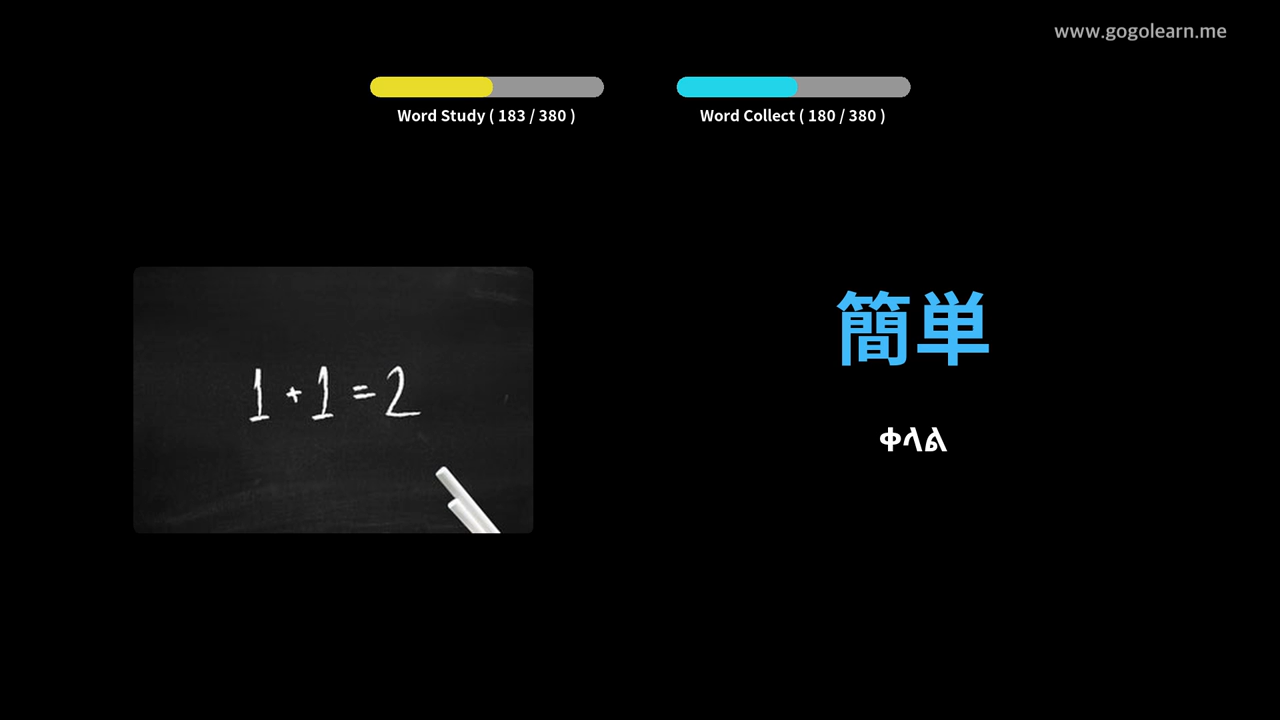 www.gogolearn.me
Word Study ( 183 / 380 )
Word Collect ( 180 / 380 )
1 + 1 = 2
簡単
ቀላል